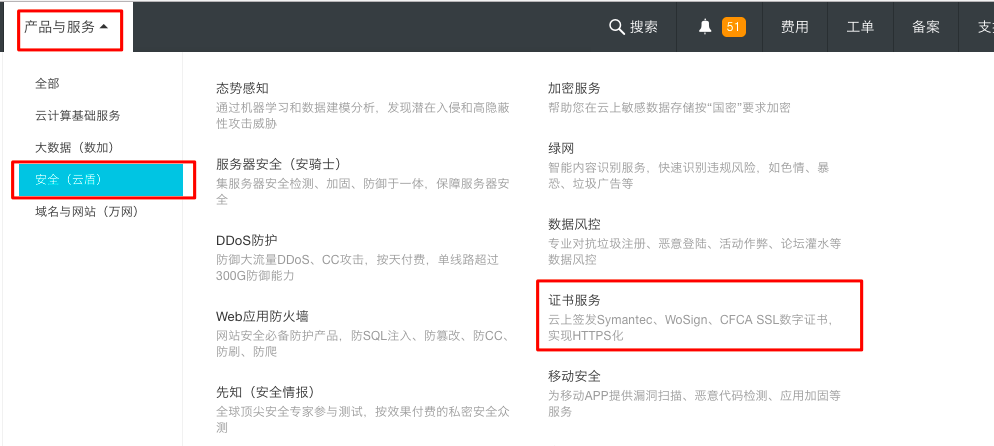 产品与服务
搜索
51
费用
工单
备案
全部
云计算基础服务
大数据（数加）
安全（云盾）
域名与网站（万网）
态势感知
通过机器学习和数据建模分析，发现潜在入侵和高隐蔽
性攻击威胁
服务器安全（安骑士）
集服务器安全检测、加固、防御于一体，保障服务器安
全
DDoS防护
防御大流量DDoS、CC攻击，按天付费，单线路超过
300G防御能力
Web应用防火墙
网站安全必备防护产品，防SQL注入、防篡改、防CC、
防刷、防爬
先知（安全情报）
全球顶尖安全专家参与测试，按效果付费的私密安全众
测
加密服务
帮助您在云上敏感数据存储按“国密”要求加密
绿网
智能内容识别服务，快速识别违规风险，如色情、暴
恐、垃圾广告等
数据风控
专业对抗垃圾注册、恶意登陆、活动作弊、论坛灌水等
数据风控
证书服务
云上签发Symantec、WoSign、CFCA SSL数字证书，
实现HTTPS化
移动安全
为移动APP提供漏洞扫描、恶意代码检测、应用加固等
服务